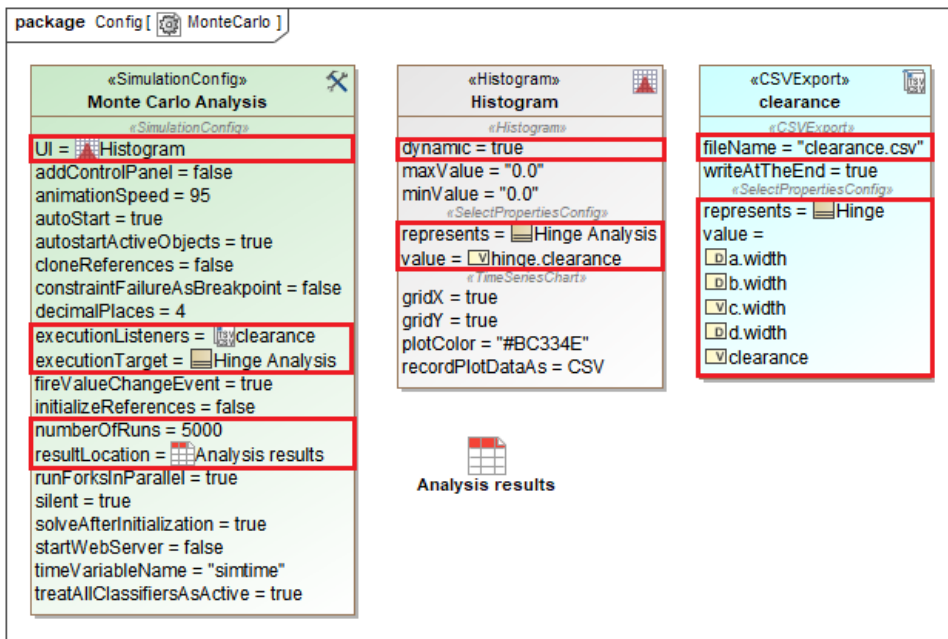 package Config [ MonteCarlo ]
«SimulationConfig»
Monte Carlo Analysis
«SimulationConfig»
UI = Histogram
addControlPanel = false
animationSpeed = 95
autoStart = true
autostartActiveObjects = true
cloneReferences = false
constraintFailureAsBreakpoint = false
decimalPlaces = 4
executionListeners = clearance
executionTarget = Hinge Analysis
fireValueChangeEvent = true
initializeReferences = false
numberOfRuns = 5000
resultLocation = Analysis results
runForksInParallel = true
silent = true
solveAfterInitialization = true
startWebServer = false
timeVariableName = "simtime"
treatAllClassifiersAsActive = true
«Histogram»
Histogram
«Histogram»
dynamic = true
maxValue = "0.0"
minValue = "0.0"
«SelectPropertiesConfig»
represents = Hinge Analysis
value = V hinge.clearance
«TimeSeriesChart»
gridX = true
gridY = true
plotColor = "#BC334E"
recordPlotDataAs = CSV
Analysis results
TSV
CSV
«CSVExport»
clearance
«CSVExport»
fileName = "clearance.csv"
writeAtTheEnd = true
«SelectPropertiesConfig»
represents = Hinge
value =
D a.width
D b.width
V c.width
D d.width
V clearance